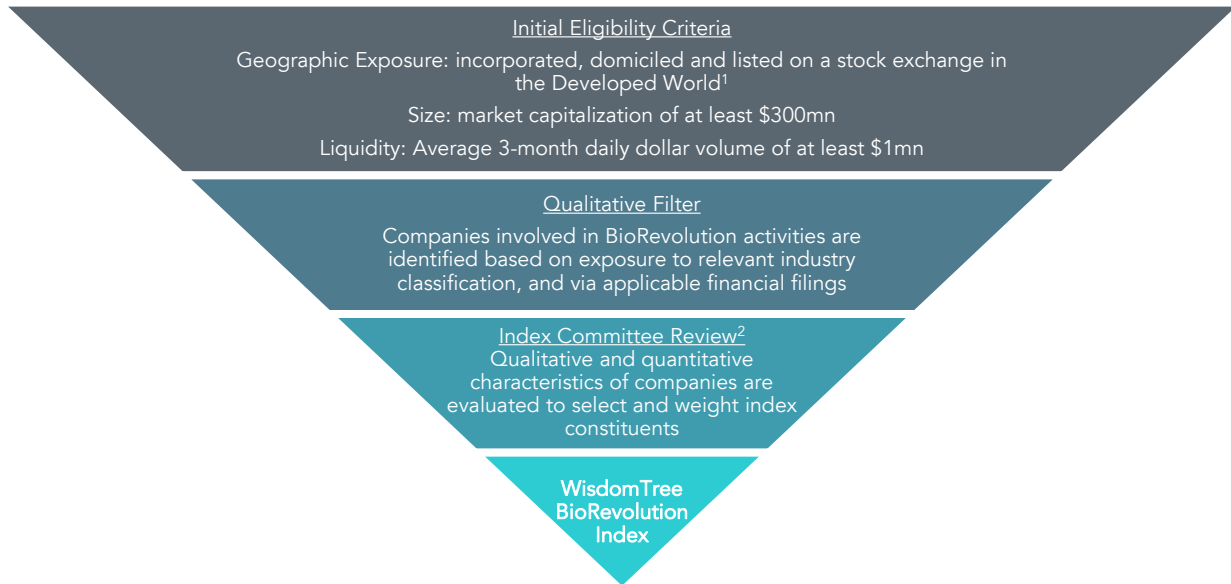 Initial Eligibility Criteria
Geographic Exposure: incorporated, domiciled and listed on a stock exchange in
the Developed World¹
Size: market capitalization of at least $300mn
Liquidity: Average 3-month daily dollar volume of at least $1mn
Qualitative Filter
Companies involved in BioRevolution activities are
identified based on exposure to relevant industry
classification, and via applicable financial filings
Index Committee Review²
Qualitative and quantitative
characteristics of companies are
evaluated to select and weight index
constituents
WisdomTree
BioRevolution
Index